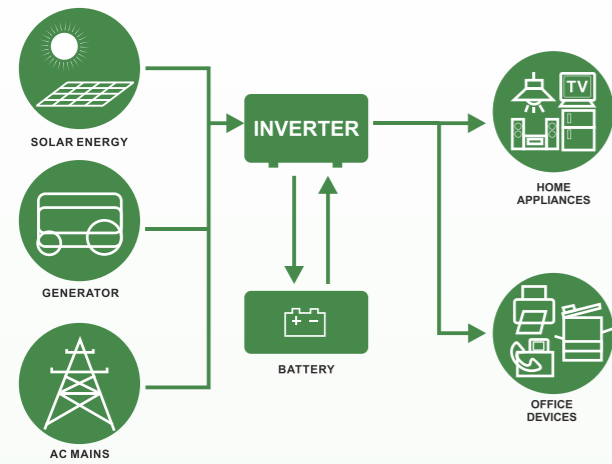 SOLAR ENERGY
GENERATOR
AC MAINS
INVERTER
+ -
BATTERY
TV
HOME
APPLIANCES
OFFICE
DEVICES